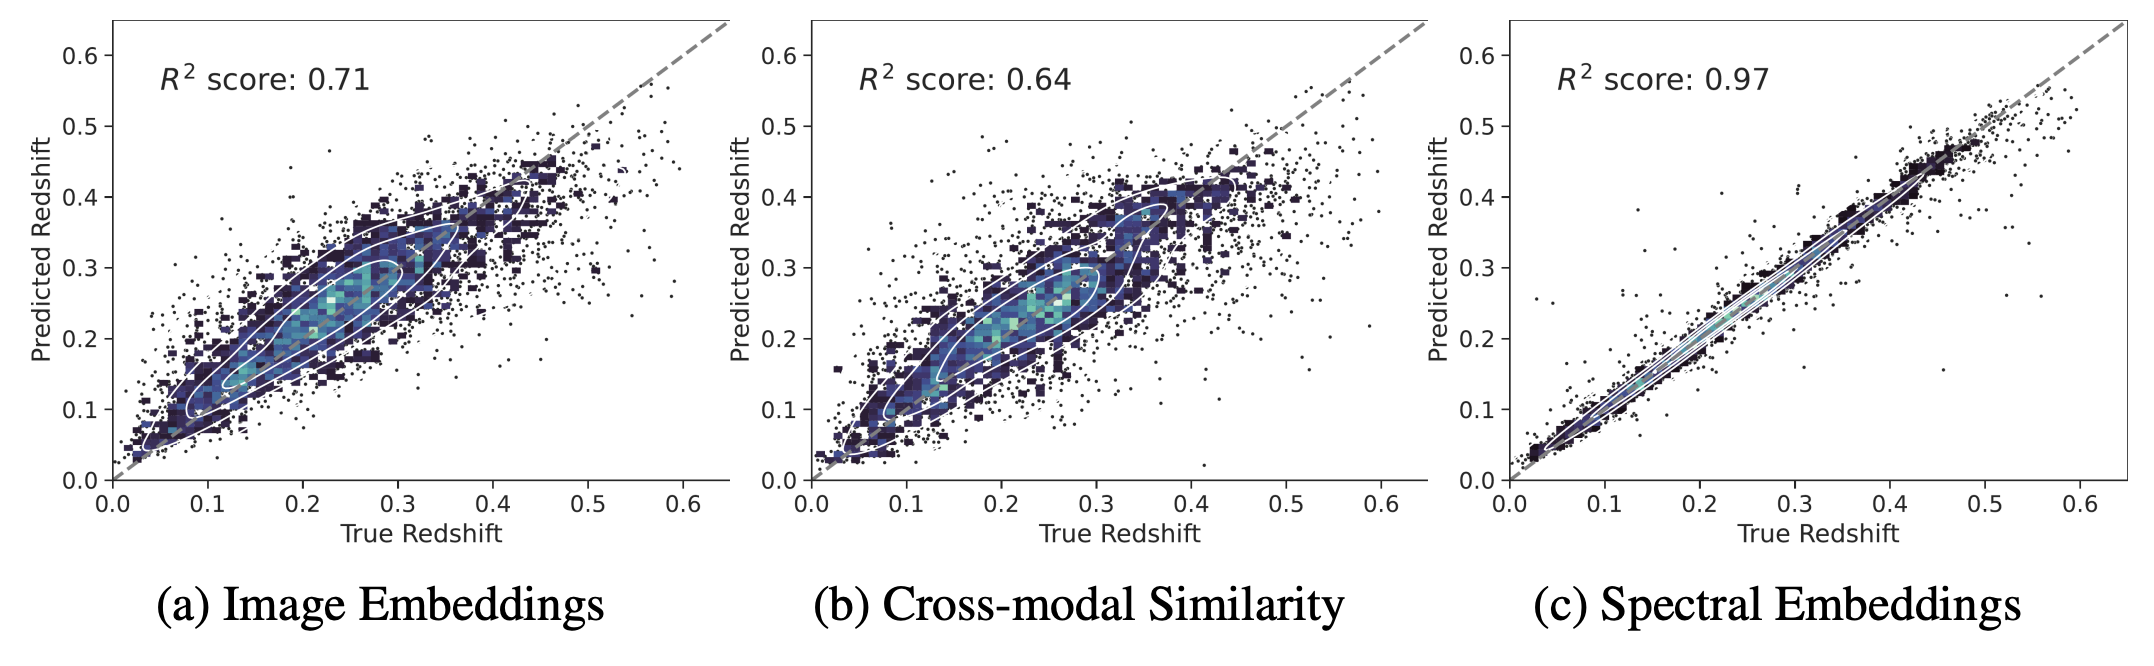 R² score: 0.71
0.6
0.5
0.4
0.3
0.2
0.1
0.0
Predicted Redshift
0.0 0.1 0.2 0.3 0.4 0.5 0.6
True Redshift
(a) Image Embeddings
R² score: 0.64
0.6
0.5
0.4
0.3
0.2
0.1
0.0
Predicted Redshift
0.0 0.1 0.2 0.3 0.4 0.5 0.6
True Redshift
(b) Cross-modal Similarity
R² score: 0.97
0.6
0.5
0.4
0.3
0.2
0.1
0.0
Predicted Redshift
0.0 0.1 0.2 0.3 0.4 0.5 0.6
True Redshift
(c) Spectral Embeddings